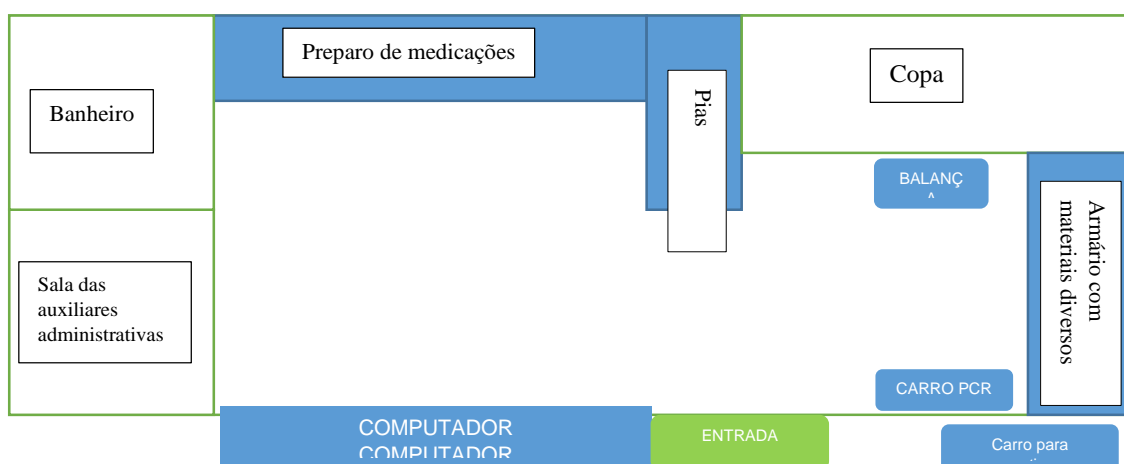 Preparo de medicações
Copa
Banheiro
Pias
BALANÇ
Armário com
materiais diversos
Sala das
auxiliares
administrativas
CARRO PCR
COMPUTADOR
COMPUTADOR
ENTRADA
Carro para